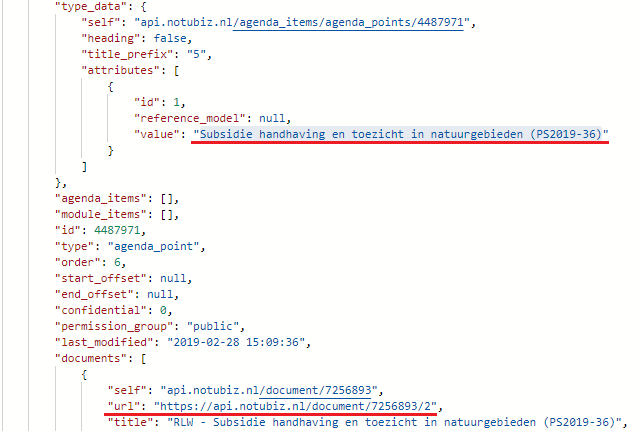 "type_data": {
"self": "api.notubiz.nl/agenda_items/agenda_points/4487971",
"heading": false,
"title_prefix": "5",
"attributes": [
{
"id": 1,
"reference_model": null,
"value": "Subsidie handhaving en toezicht in natuurgebieden (PS2019-36)"
}
]
},
"agenda_items": [],
"module_items": [],
"id": 4487971,
"type": "agenda_point",
"order": 6,
"start_offset": null,
"end_offset": null,
"confidential": 0,
"permission_group": "public",
"last_modified": "2019-02-28 15:09:36",
"documents": [
{
"self": "api.notubiz.nl/document/7256893",
"url": "https://api.notubiz.nl/document/7256893/2",
"title": "RLW - Subsidie handhaving en toezicht in natuurgebieden (PS2019-36)",